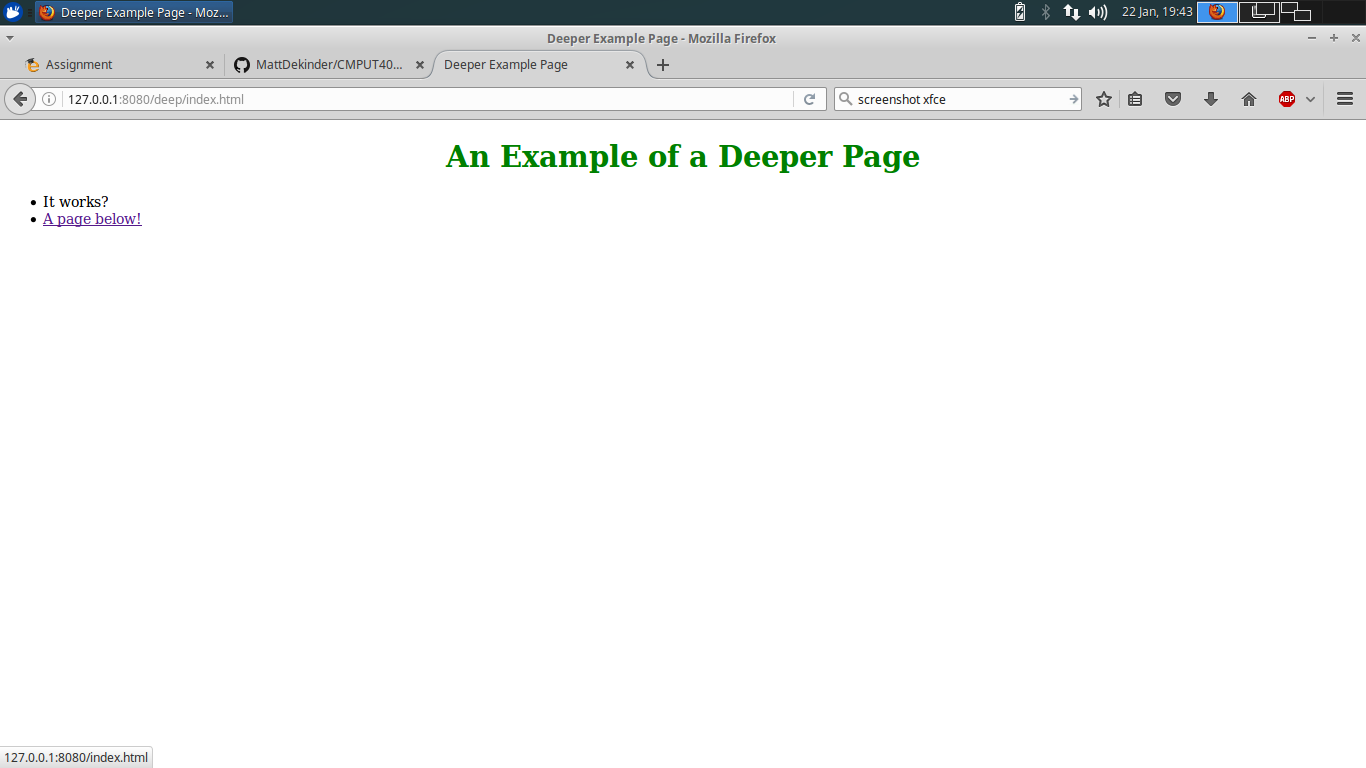 Deeper Example Page - Moz...
22 Jan, 19:43
Deeper Example Page - Mozilla Firefox
Assignment
MattDekinder/CMPUT40...
Deeper Example Page
127.0.0.1:8080/deep/index.html
screenshot xfce
ABP
An Example of a Deeper Page
• It works?
• A page below!
127.0.0.1:8080/index.html